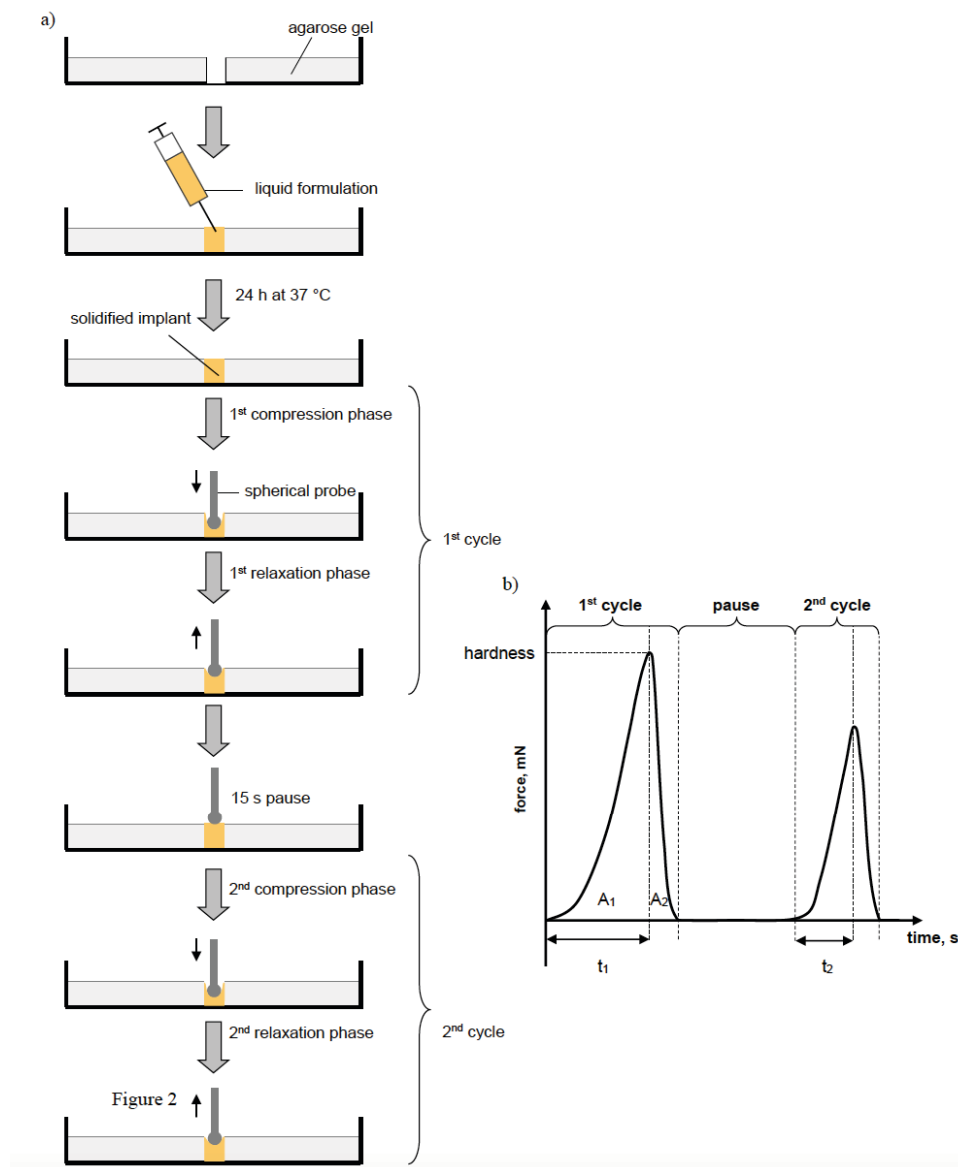 a)
agarose gel
liquid formulation
24 h at 37 °C
solidified implant
1st compression phase
spherical probe
1st cycle
1st relaxation phase
15 s pause
2nd compression phase
2nd cycle
2nd relaxation phase
Figure 2
b)
1st cycle pause 2nd cycle
hardness
force, mN
A1 A2
time, s
t1 t2